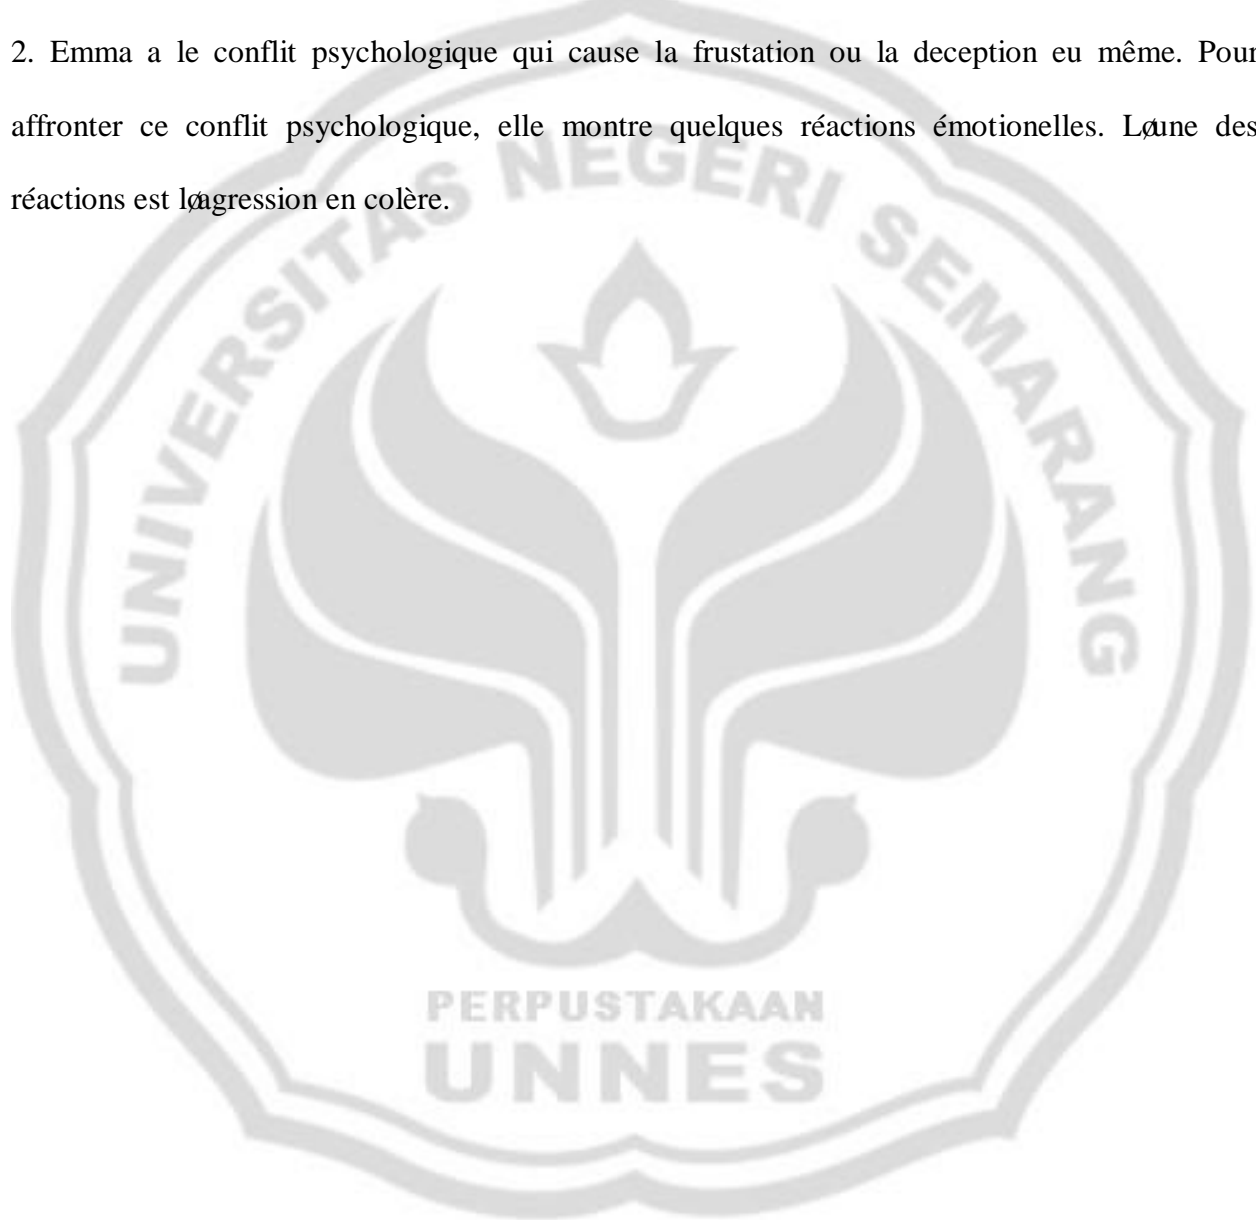 2. Emma a le conflit psychologique qui cause la frustation ou la deception eu même. Pour
affronter ce conflit psychologique, elle montre quelques réactions émotionelles. Løune des
réactions est løagression en colère.
UNIVERSITAS NEGERI SEMARANG
PERPUSTAKAAN
UNNES